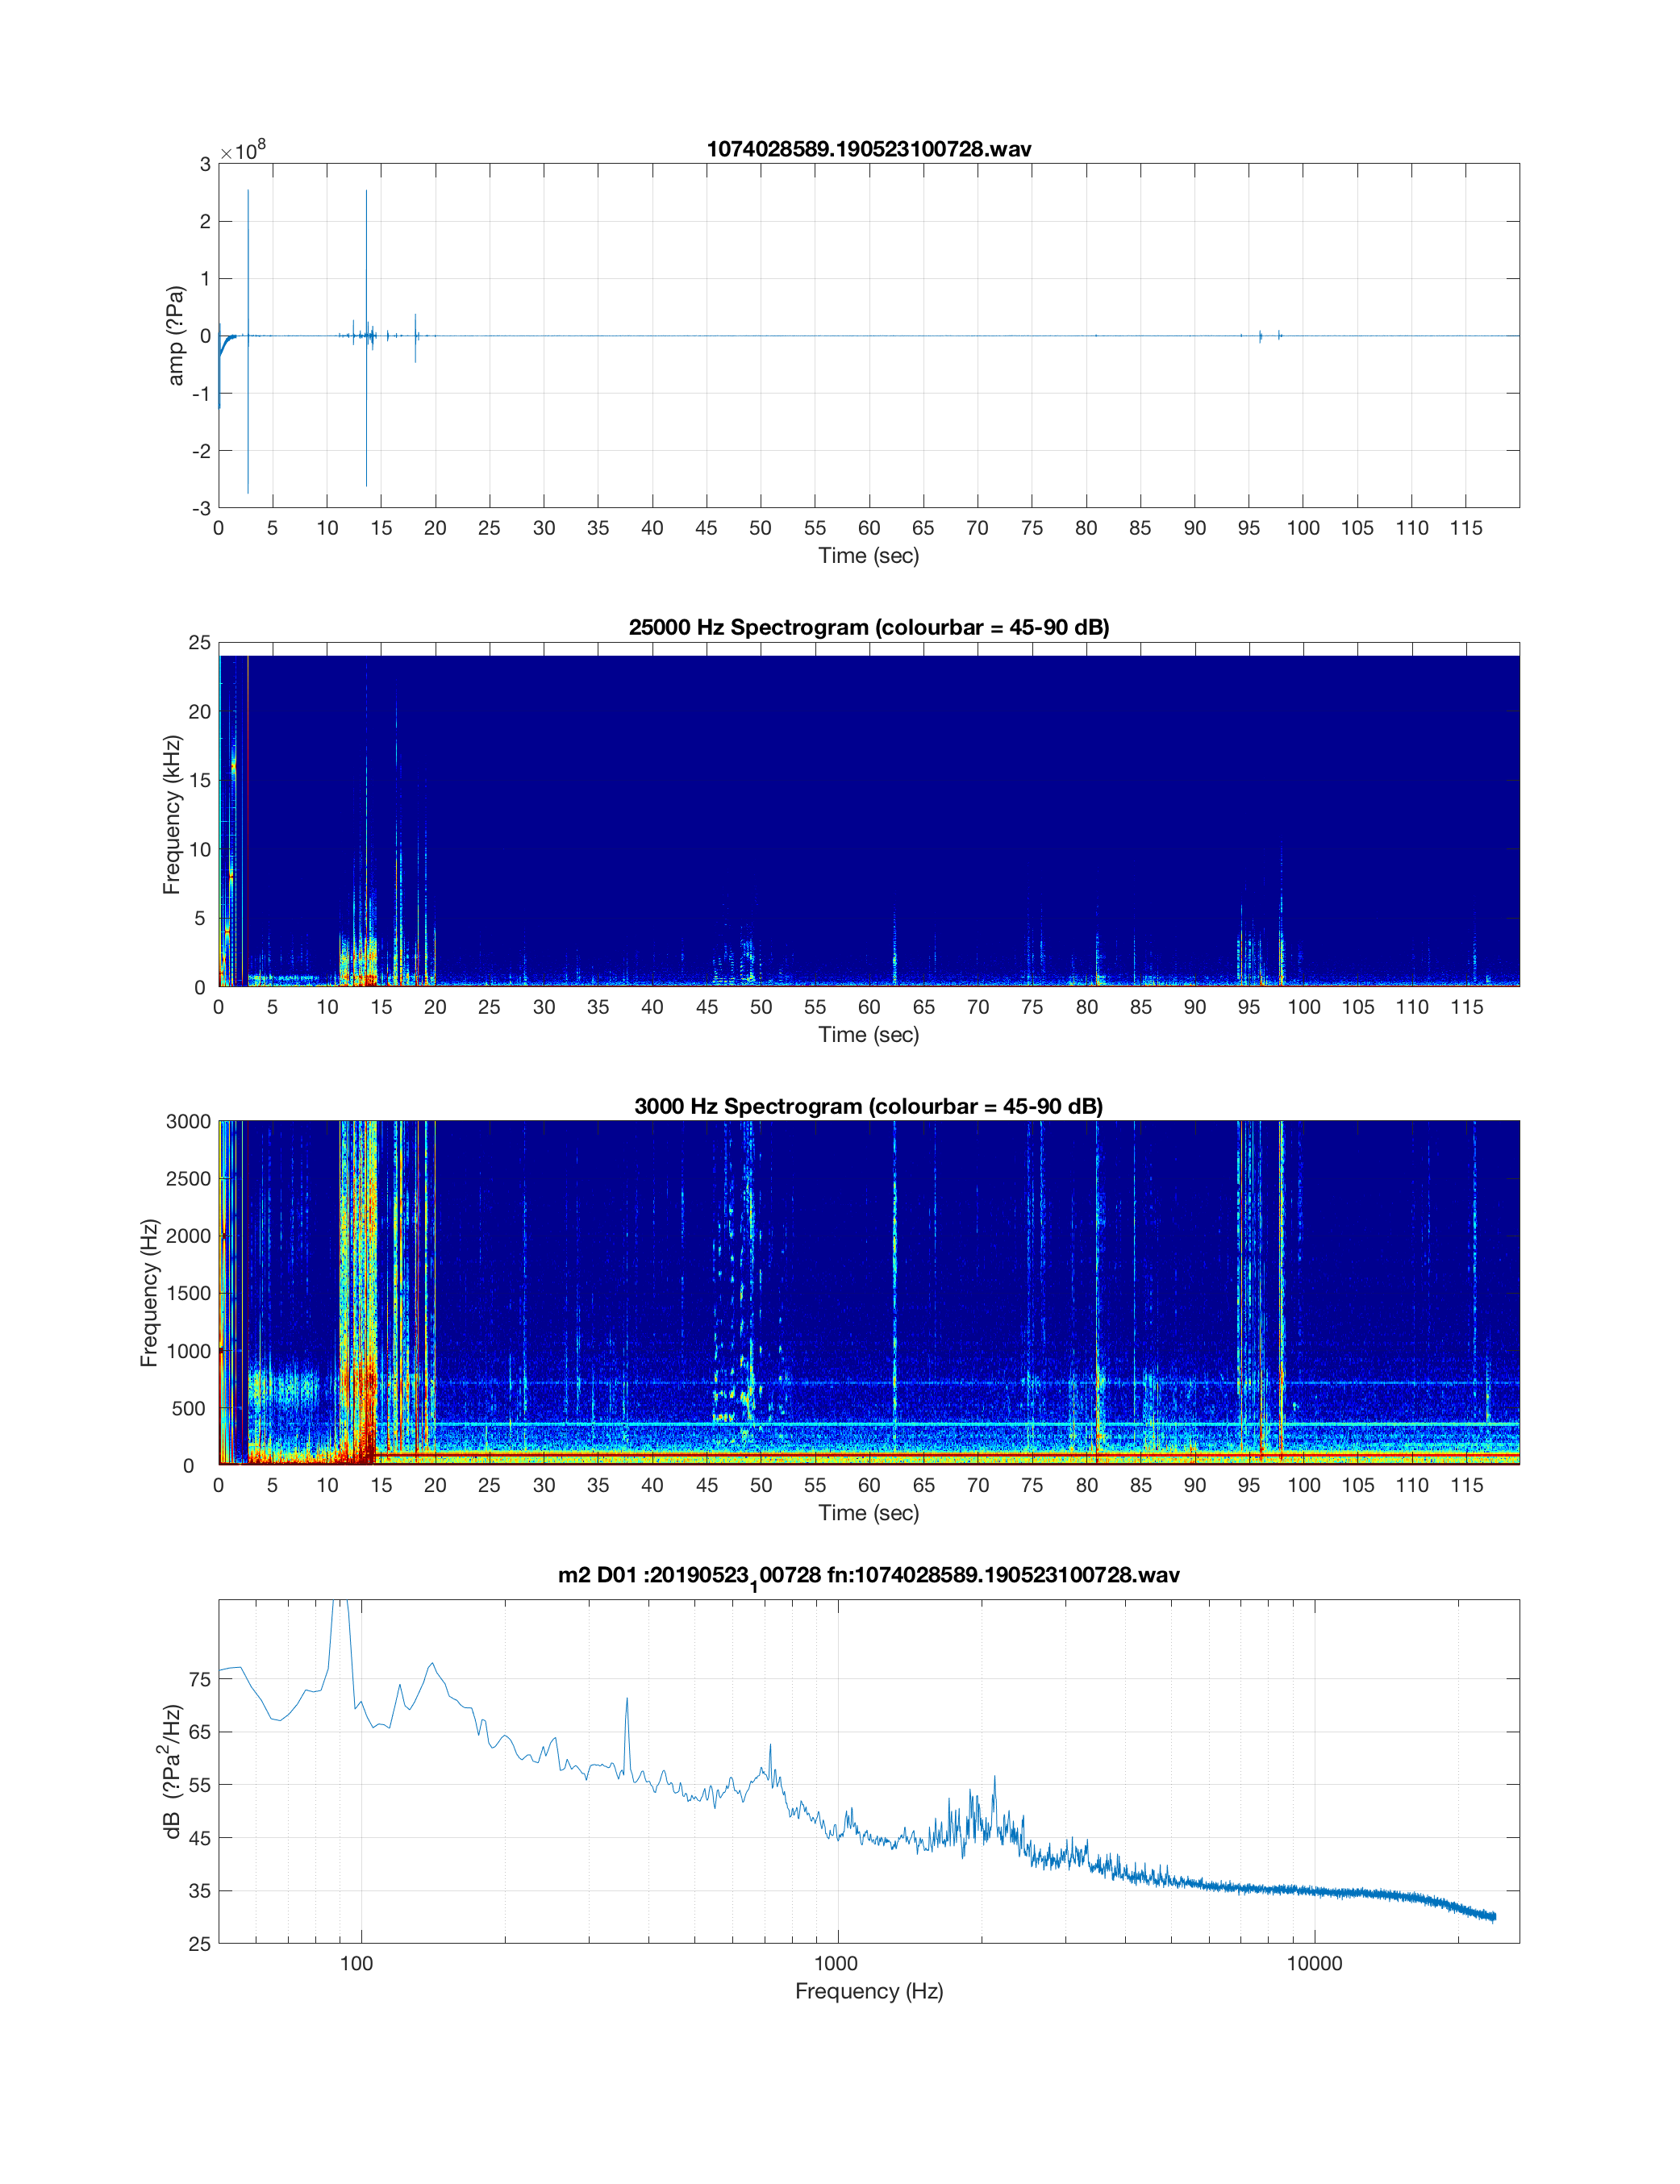 1074028589.190523100728.wav
×10^8
3
2
1
0
-1
-2
-3
amp (?Pa)
0 5 10 15 20 25 30 35 40 45 50 55 60 65 70 75 80 85 90 95 100 105 110 115
Time (sec)
25000 Hz Spectrogram (colourbar = 45-90 dB)
25
20
15
10
5
0
Frequency (kHz)
0 5 10 15 20 25 30 35 40 45 50 55 60 65 70 75 80 85 90 95 100 105 110 115
Time (sec)
3000 Hz Spectrogram (colourbar = 45-90 dB)
3000
2500
2000
1500
1000
500
0
Frequency (Hz)
0 5 10 15 20 25 30 35 40 45 50 55 60 65 70 75 80 85 90 95 100 105 110 115
Time (sec)
m2 D01 :20190523_100728 fn:1074028589.190523100728.wav
75
65
55
45
35
25
dB (?Pa^2/Hz)
100 1000 10000
Frequency (Hz)